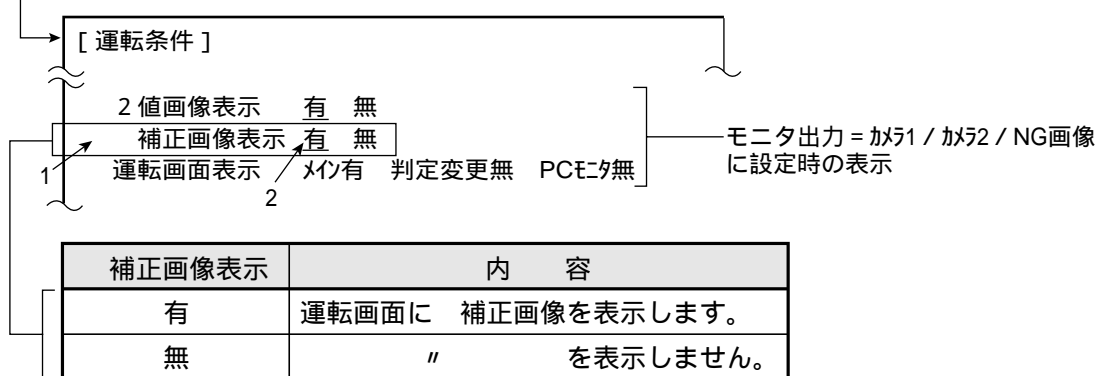 [ 運転条件 ]
2 値画像表示 有 無
補正画像表示 有 無
運転画面表示 ﾒｲﾝ有 判定変更無 PCﾓﾆﾀ無
1
2
モニタ出力 = ｶﾒﾗ1 / ｶﾒﾗ2 / NG画像
に設定時の表示
補正画像表示 内 容
有 運転画面に 補正画像を表示します。
無 〃 を表示しません。